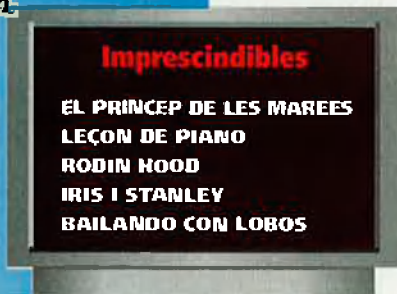 Imprescindibles
EL PRINCEP DE LES MAREES
LEÇON DE PIANO
RODIN HOOD
IRIS I STANLEY
BAILANDO CON LOBOS